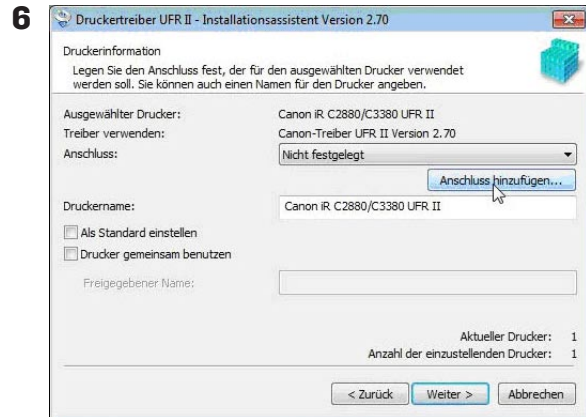 6
Druckertreiber UFR II - Installationsassistent Version 2.70
Druckerinformation
Legen Sie den Anschluss fest, der für den ausgewählten Drucker verwendet
werden soll. Sie können auch einen Namen für den Drucker angeben.
Ausgewählter Drucker: Canon iR C2880/C3380 UFR II
Treiber verwenden: Canon-Treiber UFR II Version 2.70
Anschluss: Nicht festgelegt
Anschluss hinzufügen...
Druckername: Canon iR C2880/C3380 UFR II
Als Standard einstellen
Drucker gemeinsam benutzen
Freigegebener Name:
Aktueller Drucker: 1
Anzahl der einzustellenden Drucker: 1
< Zurück Weiter > Abbrechen